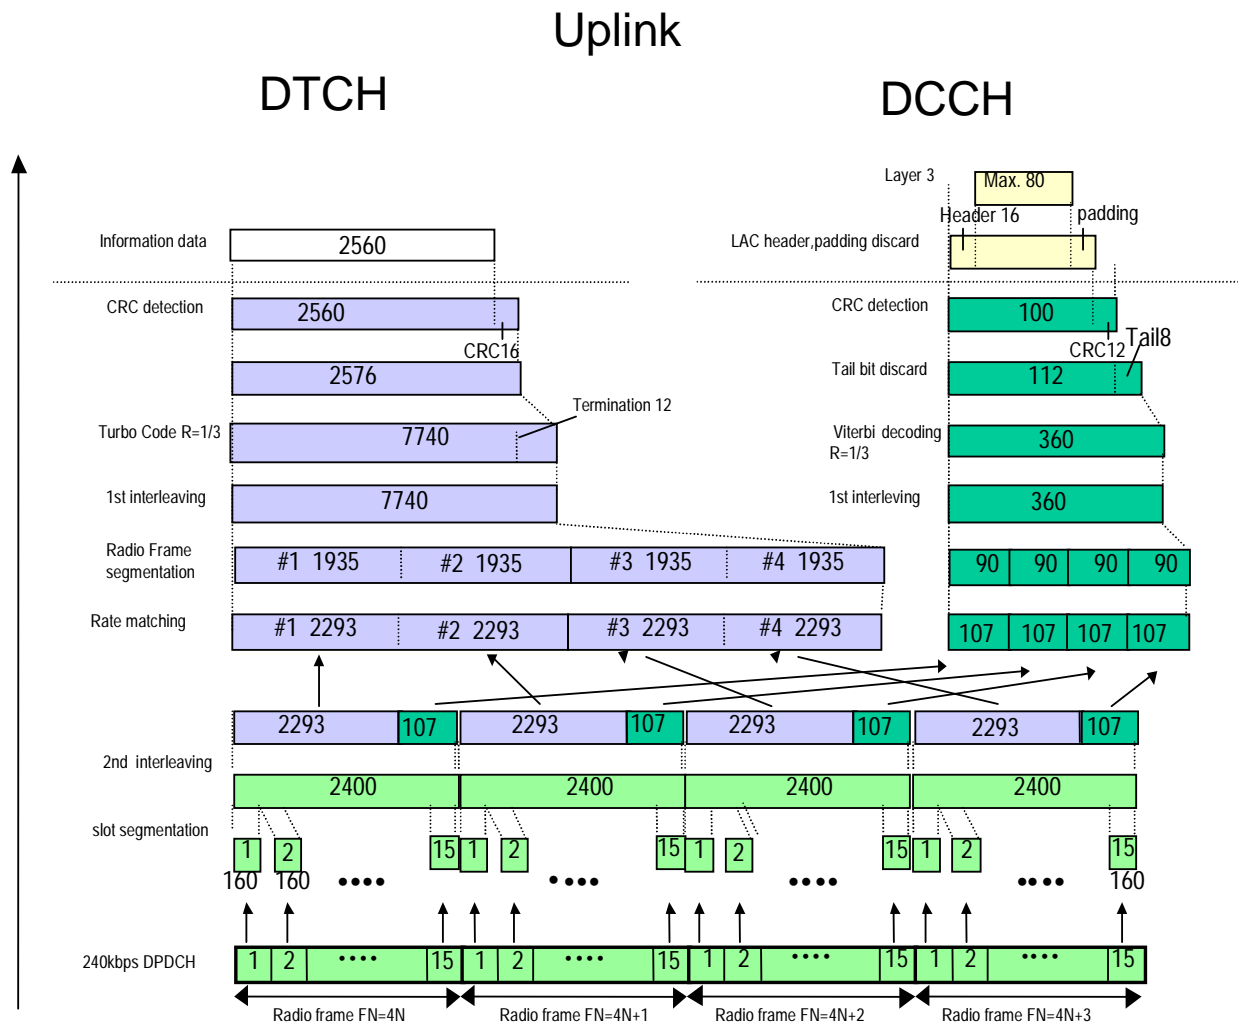 Uplink
DTCH
DCCH
Layer 3
Max. 80
Header 16
padding
Information data
2560
LAC header,padding discard
CRC detection
2560
CRC16
CRC detection
100
CRC12
Tail8
2576
Tail bit discard
112
Termination 12
Turbo Code R=1/3
7740
Viterbi decoding
R=1/3
360
1st interleaving
7740
1st interleving
360
Radio Frame
segmentation
#1 1935
#2 1935
#3 1935
#4 1935
90
90
90
90
Rate matching
#1 2293
#2 2293
#3 2293
#4 2293
107
107
107
107
2293
107
2293
107
2293
107
2293
107
2nd interleaving
2400
2400
2400
2400
slot segmentation
1
2
15
1
2
15
1
2
15
1
2
15
160
160
••••
••••
••••
••••
160
240kbps DPDCH
1
2
••••
15
1
2
••••
15
1
2
••••
15
1
2
••••
15
Radio frame FN=4N
Radio frame FN=4N+1
Radio frame FN=4N+2
Radio frame FN=4N+3